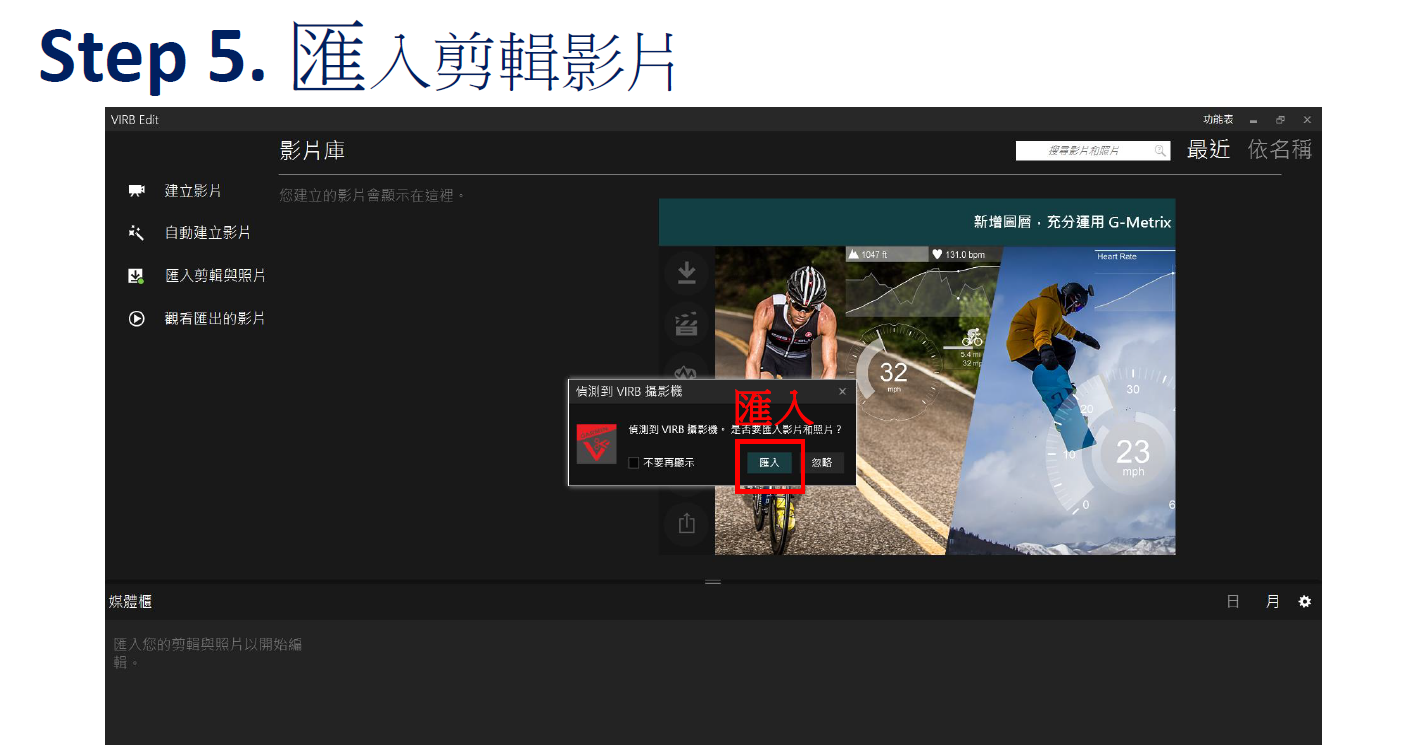 Step 5. 匯入剪輯影片
VIRB Edit
功能表
影片庫
搜尋影片和照片
最近 依名稱
建立影片
您建立的影片會顯示在這裡。
自動建立影片
匯入剪輯與照片
觀看匯出的影片
新增圖層，充分運用 G-Metrix
1047 ft
131.0 bpm
Heart Rate
5.4 mi
32 mp
32
mph
30
20
10
0
6
23
mph
偵測到 VIRB 攝影機
匯入
偵測到 VIRB 攝影機。 是否要匯入影片和照片？
不要再顯示
匯入
忽略
媒體櫃
日 月
匯入您的剪輯與照片以開始編
輯。